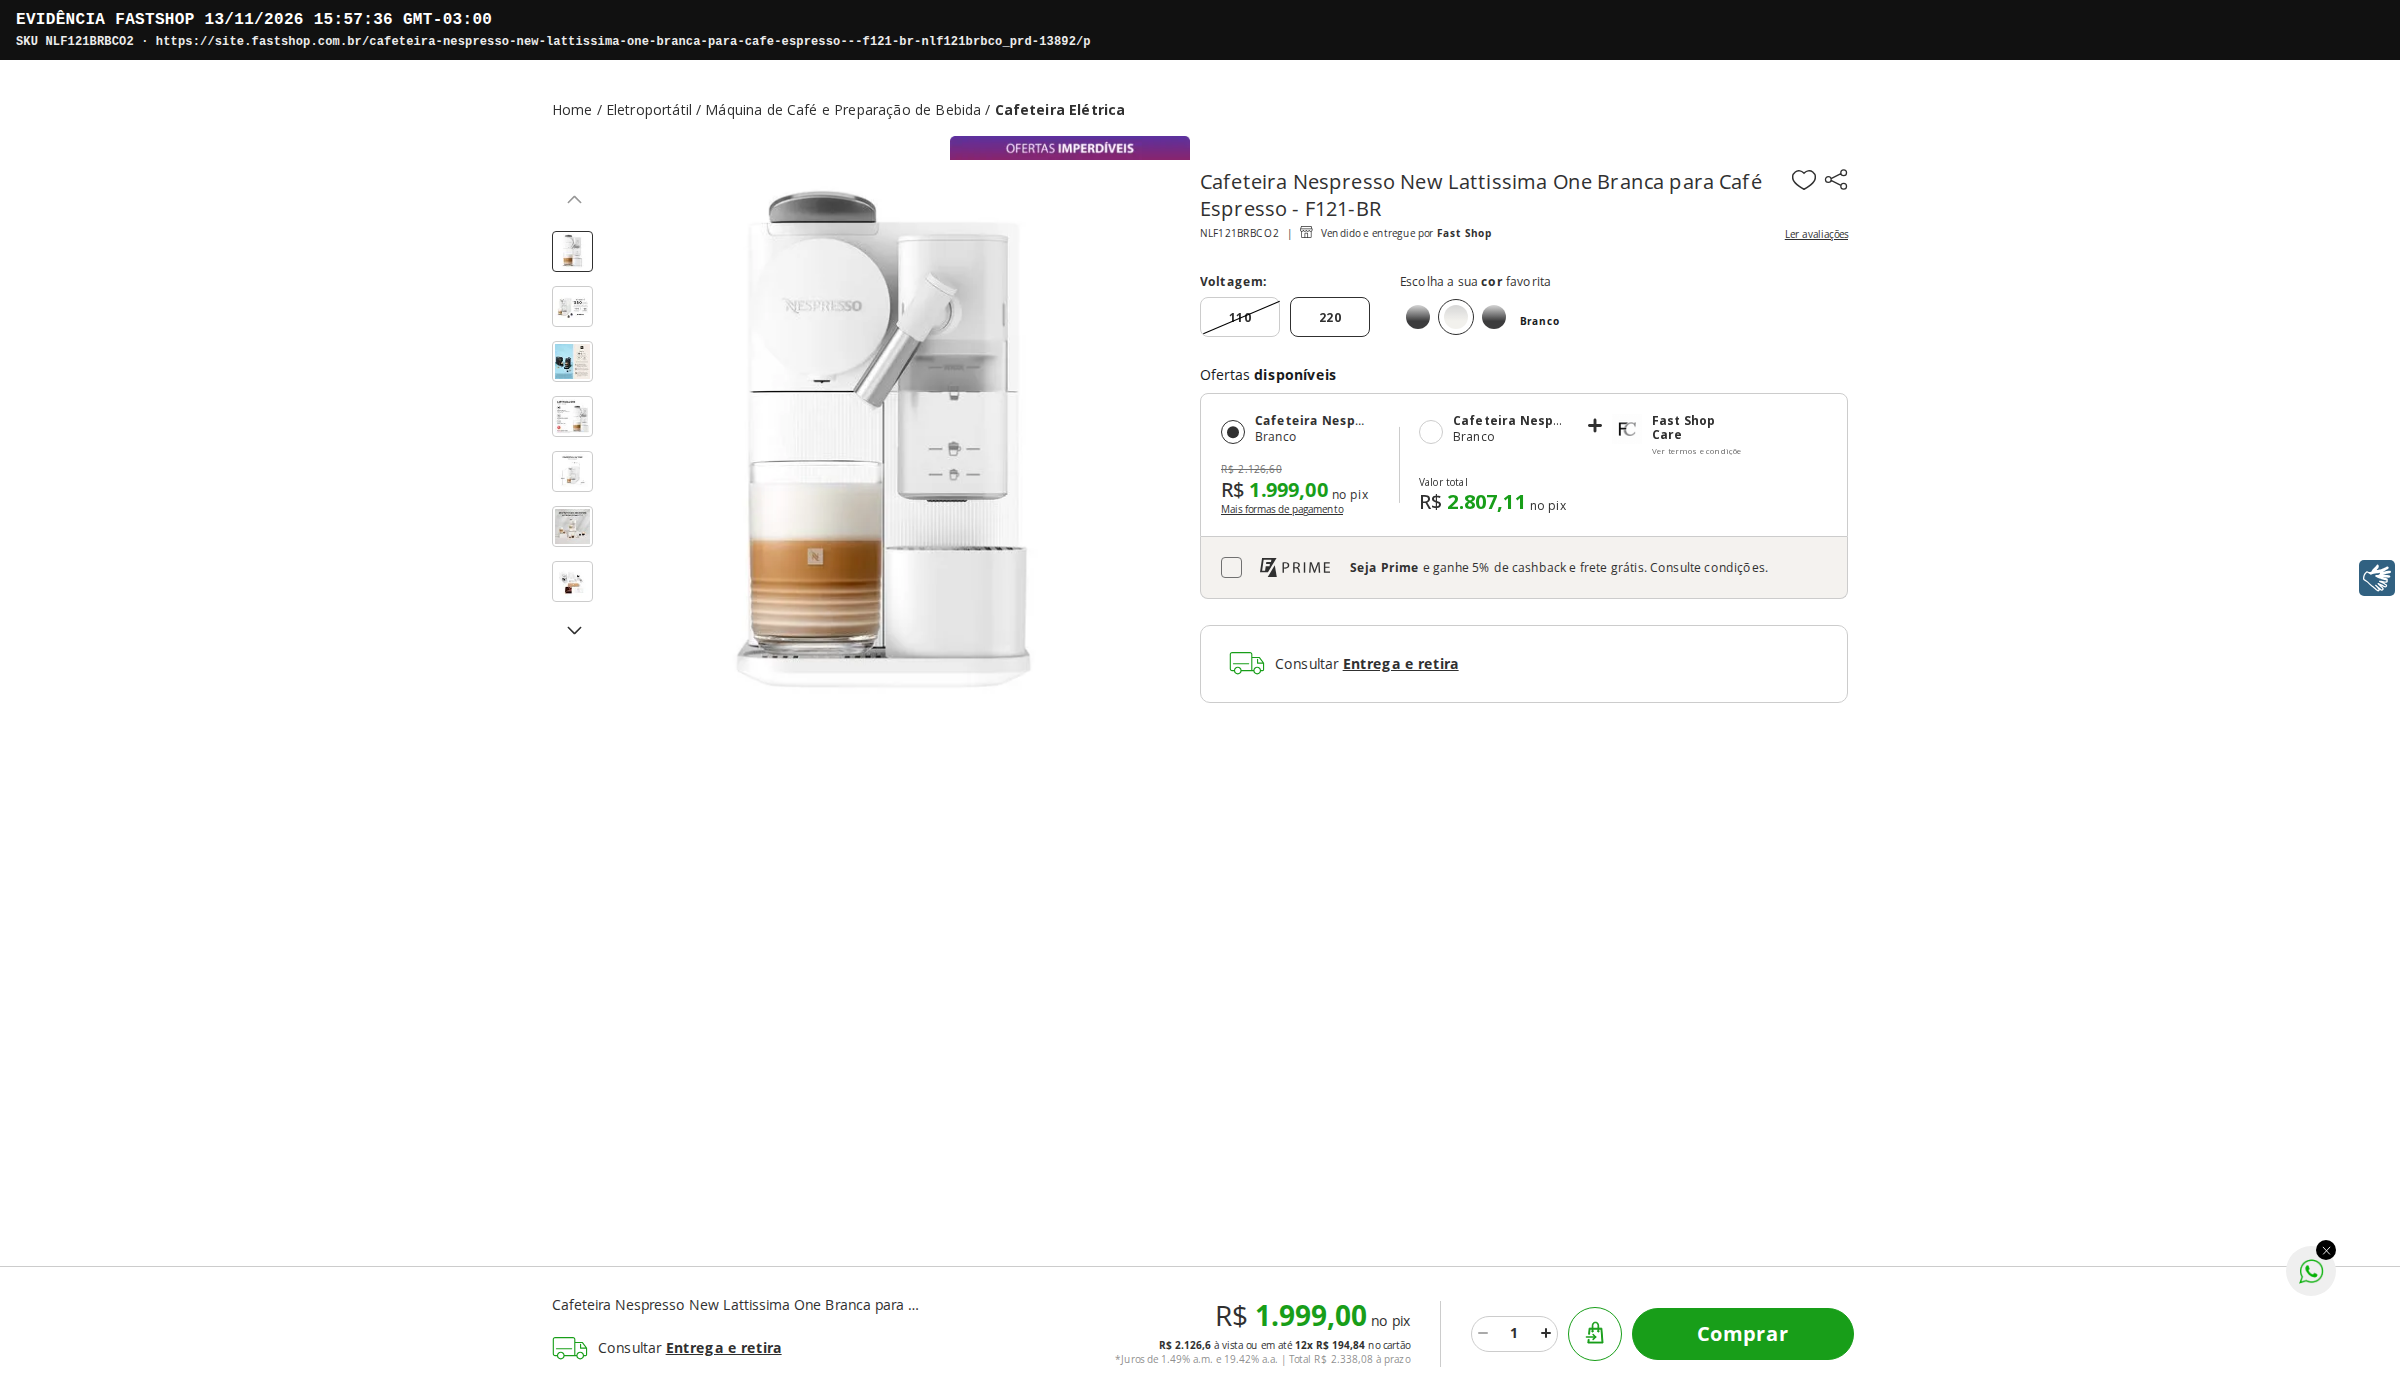 EVIDÊNCIA FASTSHOP 13/11/2026 15:57:36 GMT-03:00
SKU NLF121BRBCO2 · https://site.fastshop.com.br/cafeteira-nespresso-new-lattissima-one-branca-para-cafe-espresso---f121-br-nlf121brbco_prd-13892/p
Home / Eletroportátil / Máquina de Café e Preparação de Bebida / Cafeteira Elétrica
OFERTAS IMPERDÍVEIS
Cafeteira Nespresso New Lattissima One Branca para Café
Espresso - F121-BR
NLF121BRBCO2 | Vendido e entregue por Fast Shop
Ler avaliações
NESPRESSO
Voltagem:
Escolha a sua cor favorita
110
220
Branco
Ofertas disponíveis
Cafeteira Nesp...
Branco
R$ 2.126,60
R$ 1.999,00 no pix
Mais formas de pagamento
Cafeteira Nesp...
Branco
+
FC
Fast Shop
Care
Ver termos e condiçõe
Valor total
R$ 2.807,11 no pix
PRIME
Seja Prime e ganhe 5% de cashback e frete grátis. Consulte condições.
Consultar Entrega e retira
Cafeteira Nespresso New Lattissima One Branca para ...
Consultar Entrega e retira
R$ 1.999,00 no pix
R$ 2.126,6 à vista ou em até 12x R$ 194,84 no cartão
*Juros de 1.49% a.m. e 19.42% a.a. | Total R$ 2.338,08 à prazo
− 1 +
Comprar